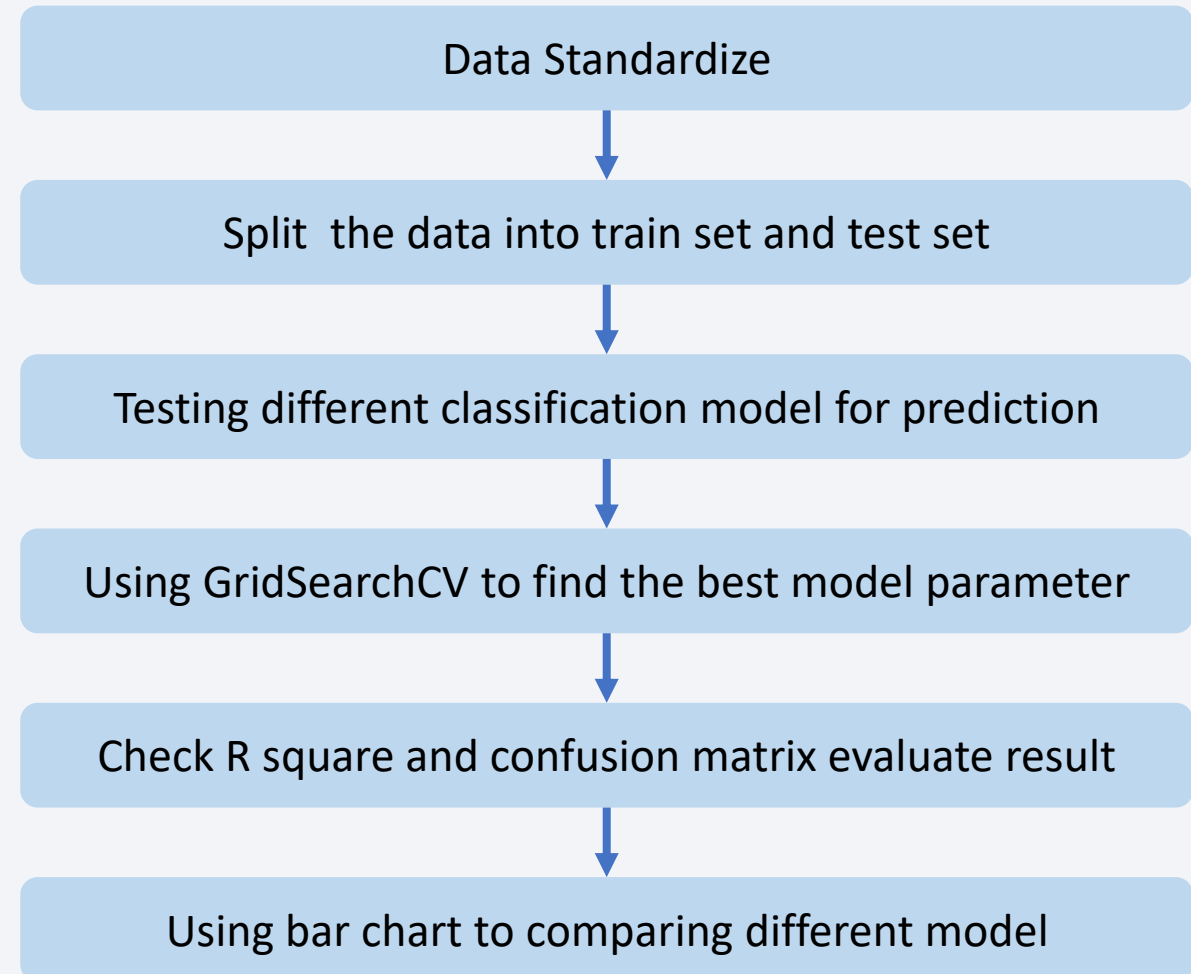 Data Standardize
Split  the data into train set and test set
Testing different classification model for prediction
Using GridSearchCV to find the best model parameter
Check R square and confusion matrix evaluate result
Using bar chart to comparing different model